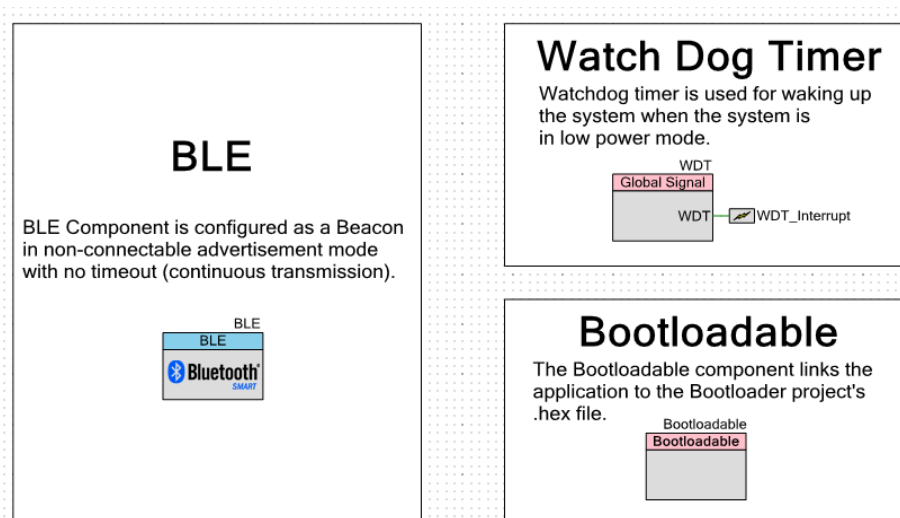 BLE
BLE Component is configured as a Beacon
in non-connectable advertisement mode
with no timeout (continuous transmission).
BLE
BLE
Bluetooth
SMART
Watch Dog Timer
Watchdog timer is used for waking up
the system when the system is
in low power mode.
WDT
Global Signal
WDT
WDT_Interrupt
Bootloadable
The Bootloadable component links the
application to the Bootloader project's
.hex file.
Bootloadable
Bootloadable